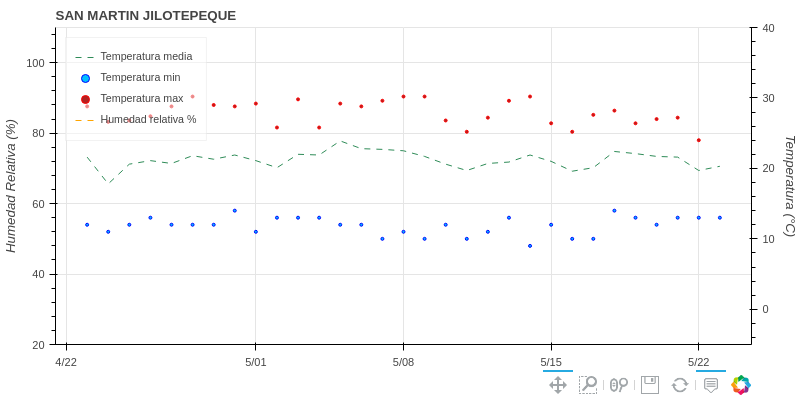 SAN MARTIN JILOTEPEQUE
Temperatura media
Temperatura min
Temperatura max
Humedad relativa %
Humedad Relativa (%)
100
80
60
40
20
40
30
20
10
0
Temperatura (°C)
4/22
5/01
5/08
5/15
5/22